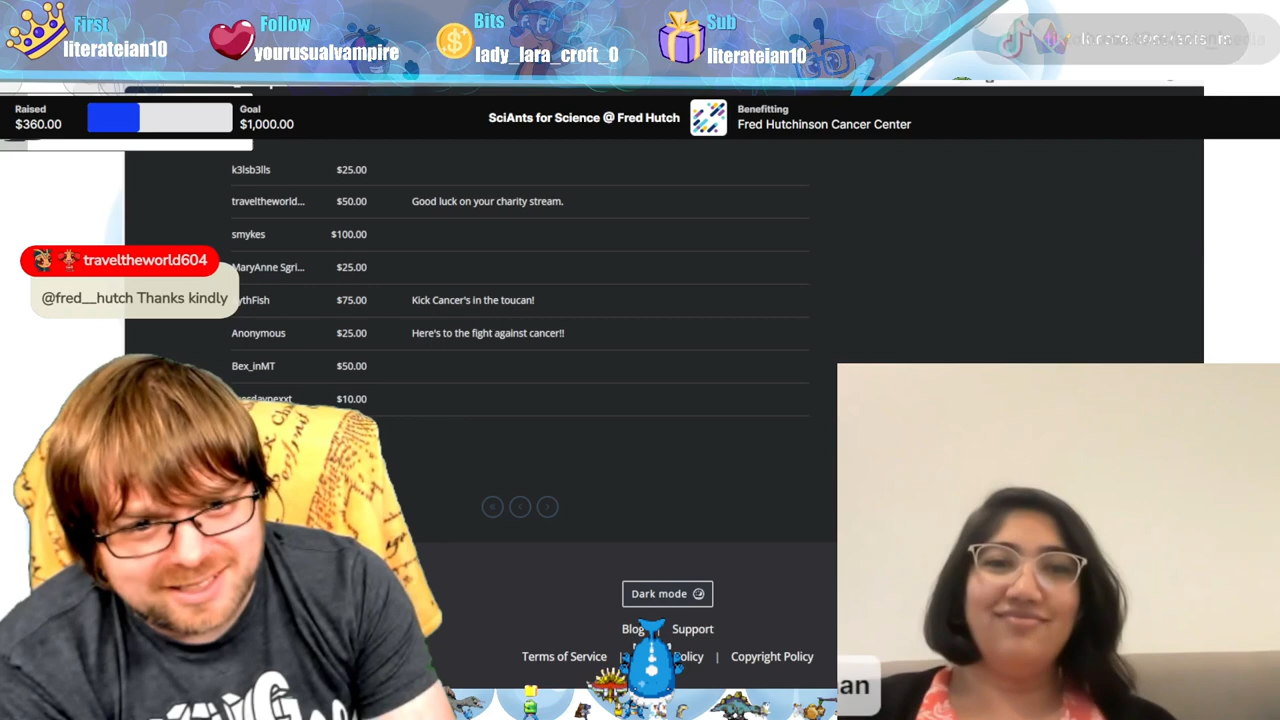 First
literateian10
Follow
yourusualvampire
Bits
lady_lara_croft_0
Sub
literateian10
Raised
$360.00
Goal
$1,000.00
SciAnts for Science @ Fred Hutch
Benefitting
Fred Hutchinson Cancer Center
k3lsb3lls $25.00
traveltheworld... $50.00 Good luck on your charity stream.
smykes $100.00
MaryAnne Sgri... $25.00
ythFish $75.00 Kick Cancer's in the toucan!
Anonymous $25.00 Here's to the fight against cancer!!
Bex_inMT $50.00
$10.00
traveltheworld604
@fred__hutch Thanks kindly
Dark mode
Blog Support
Terms of Service | olicy | Copyright Policy
an